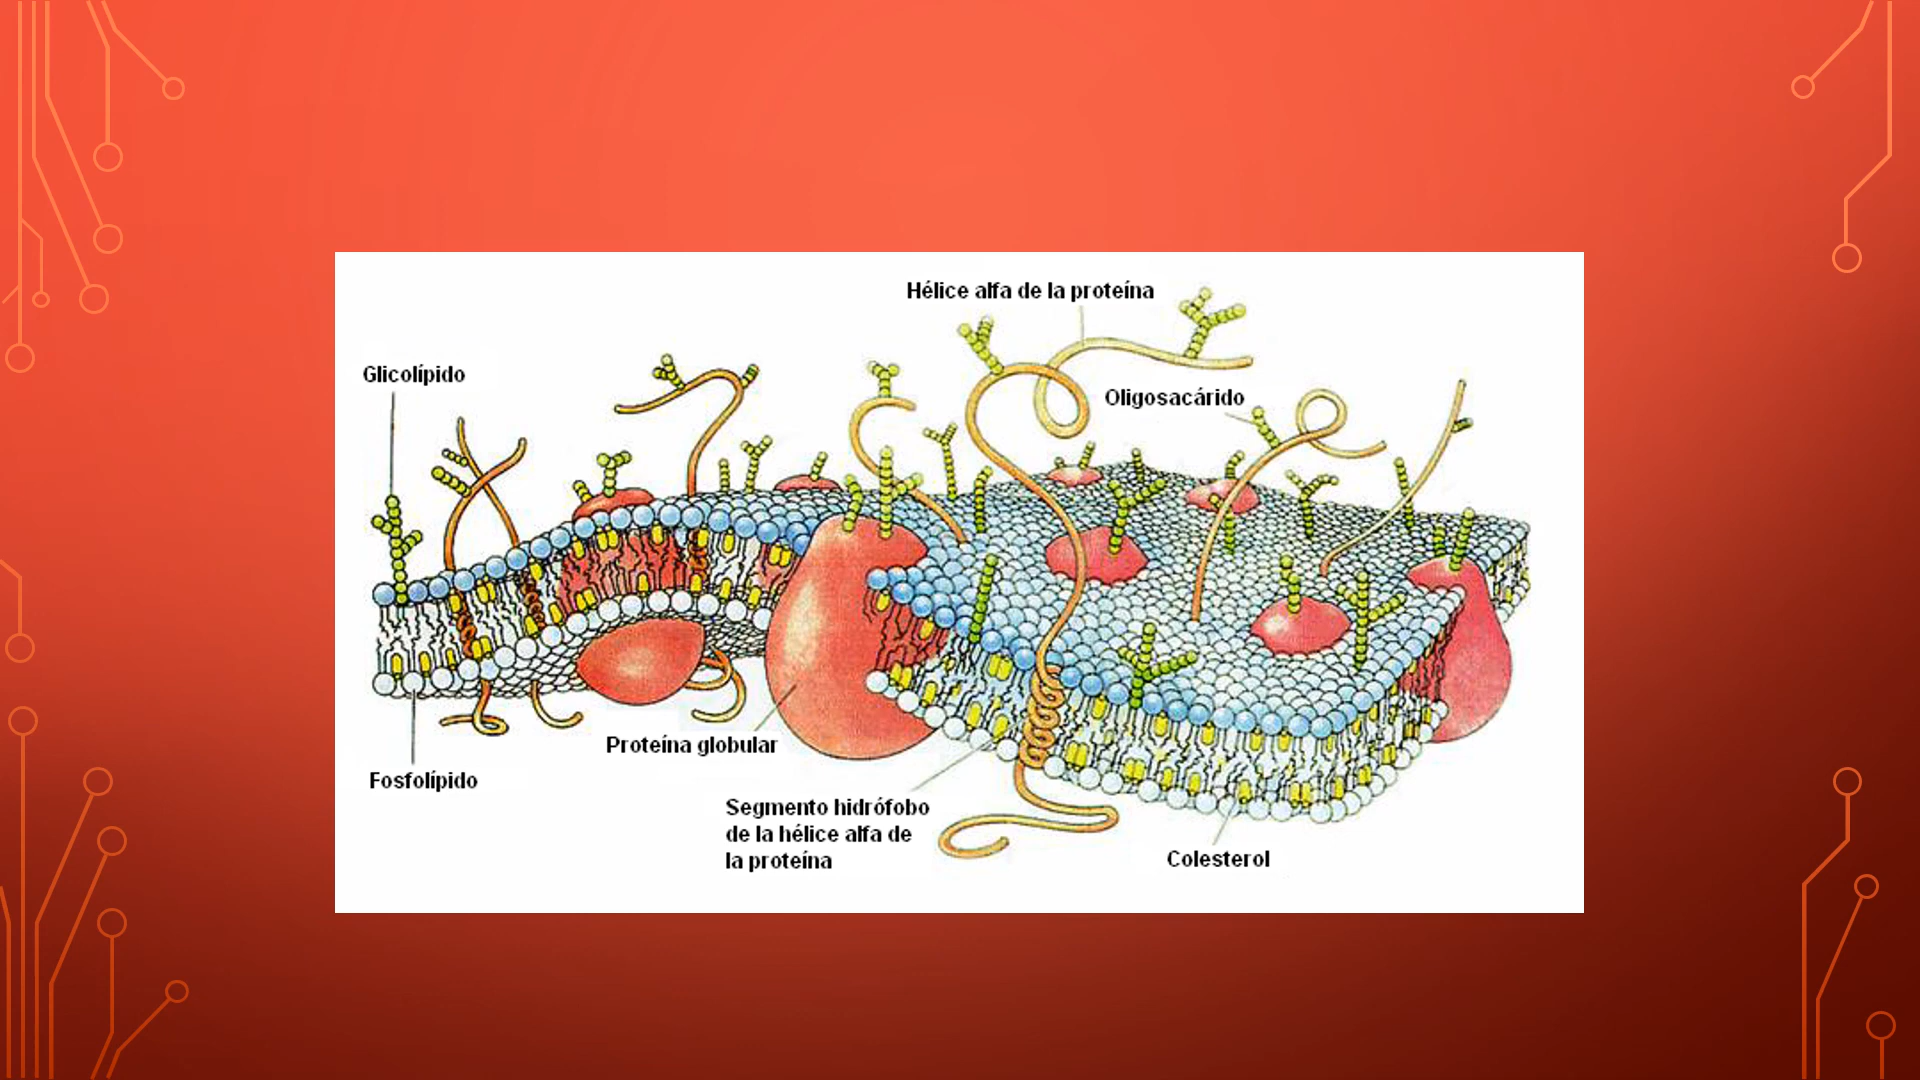 Hélice alfa de la proteína
Glicolípido
Oligosacárido
Proteína globular
Fosfolípido
Segmento hidrófobo
de la hélice alfa de
la proteína
Colesterol